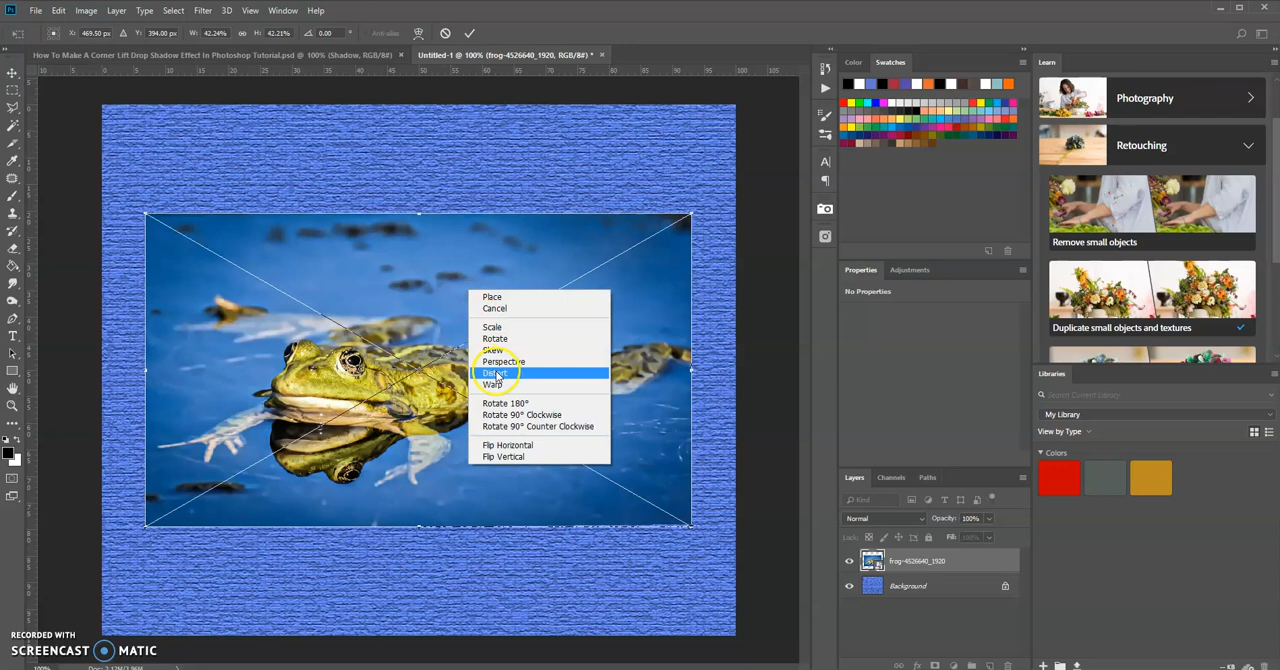 Ps File Edit Image Layer Type Select Filter 3D View Window Help
X: 469.50 px Y: 394.00 px W: 42.24% H: 42.21% 0.00 ° Anti-alias:
How To Make A Corner Lift Drop Shadow Effect In Photoshop Tutorial.psd @ 100% (Shadow, RGB/8#) × Untitled-1 @ 100% (frog-4526640_1920, RGB/8#) * ×
Color Swatches
Learn
Photography
Retouching
Remove small objects
Duplicate small objects and textures
Properties Adjustments
No Properties
Place
Cancel
Scale
Rotate
Skew
Perspective
Distort
Warp
Rotate 180°
Rotate 90° Clockwise
Rotate 90° Counter Clockwise
Flip Horizontal
Flip Vertical
Libraries
Search Current Library
My Library
View by Type
Colors
Layers Channels Paths
Kind
Normal Opacity: 100%
Lock: Fill: 100%
frog-4526640_1920
Background
RECORDED WITH
SCREENCAST MATIC
100% Doc: 2.12M/2.96M